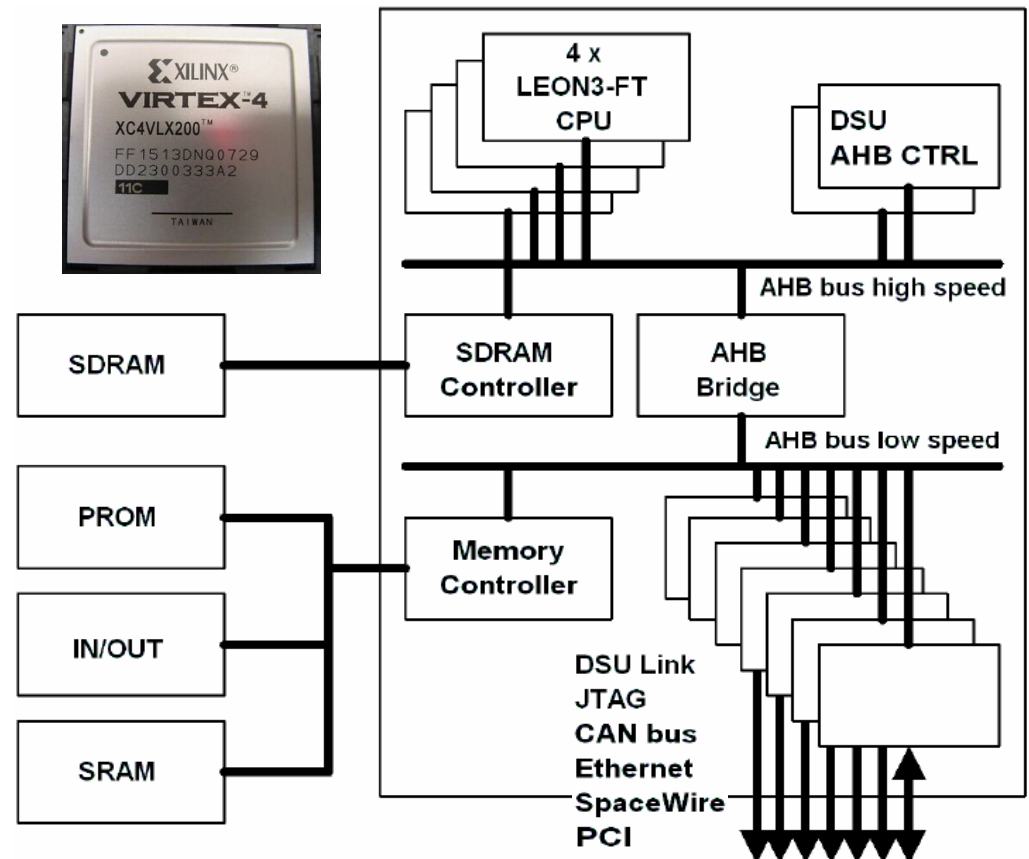 XILINX®
VIRTEX™-4
XC4VLX200™
FF1513DNQ0729
DD2300333A2
11C
TAIWAN
4 x
LEON3-FT
CPU
DSU
AHB CTRL
AHB bus high speed
SDRAM
SDRAM
Controller
AHB
Bridge
AHB bus low speed
PROM
Memory
Controller
IN/OUT
SRAM
DSU Link
JTAG
CAN bus
Ethernet
SpaceWire
PCI